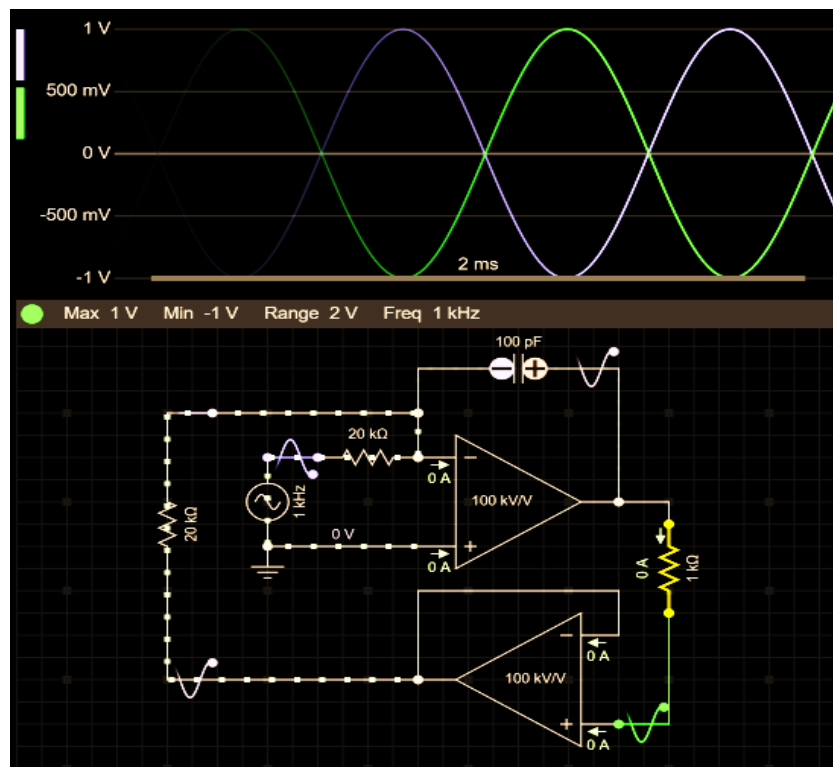 1 V
500 mV
0 V
-500 mV
-1 V
2 ms
Max 1 V Min -1 V Range 2 V Freq 1 kHz
100 pF
20 kΩ
0 A
100 kV/V
20 kΩ
1 kHz
0 V
0 A
0 A
1 kΩ
0 A
100 kV/V
0 A